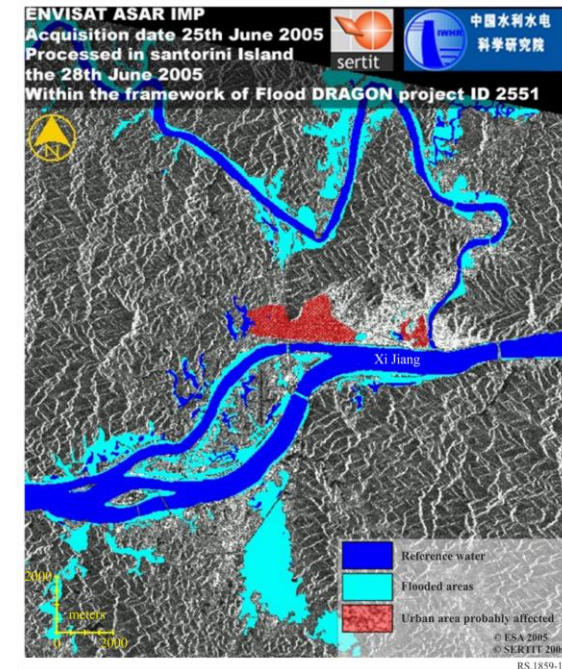 ENVISAT ASAR IMP
Acquisition date 25th June 2005
Processed in santorini Island
the 28th June 2005
Within the framework of Flood DRAGON project ID 2551
sertit
IWHR
中国水利水电
科学研究院
N
Xi Jiang
Reference water
Flooded areas
Urban area probably affected
2000
meters
0 2000
© ESA 2005
© SERTIT 200
RS.1859-1